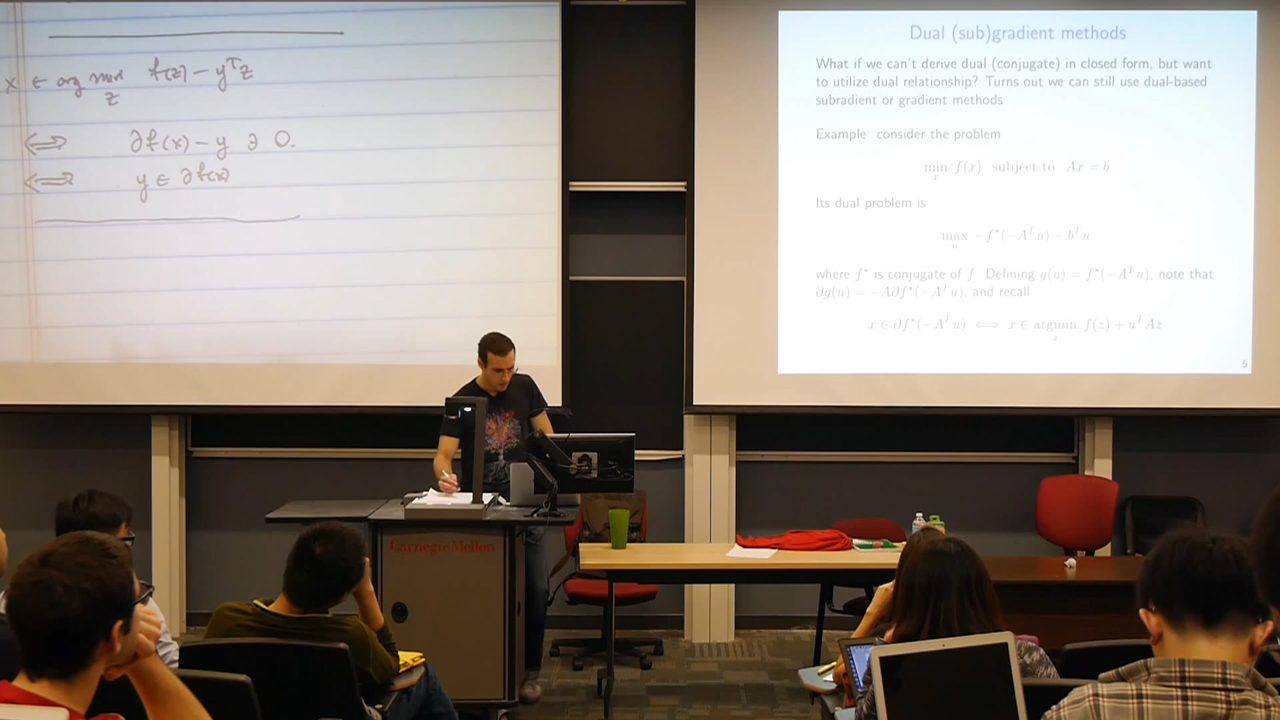 x ∈ arg min f(z) − yᵀz
z
⟺ ∂f(x) − y ∋ 0.
⟺ y ∈ ∂f(x)
Dual (sub)gradient methods
What if we can't derive dual (conjugate) in closed form, but want
to utilize dual relationship? Turns out we can still use dual-based
subradient or gradient methods
Example consider the problem
min f(x) subject to Ax = b
x
Its dual problem is
max −f*(−Aᵀu) − bᵀu
u
where f* is conjugate of f. Defining g(u) = f*(−Aᵀu), note that
∂g(u) = −A∂f*(−Aᵀu), and recall
x ∈ ∂f*(−Aᵀu) ⟺ x ∈ argmin f(z) + uᵀAz
z
5
Carnegie Mellon